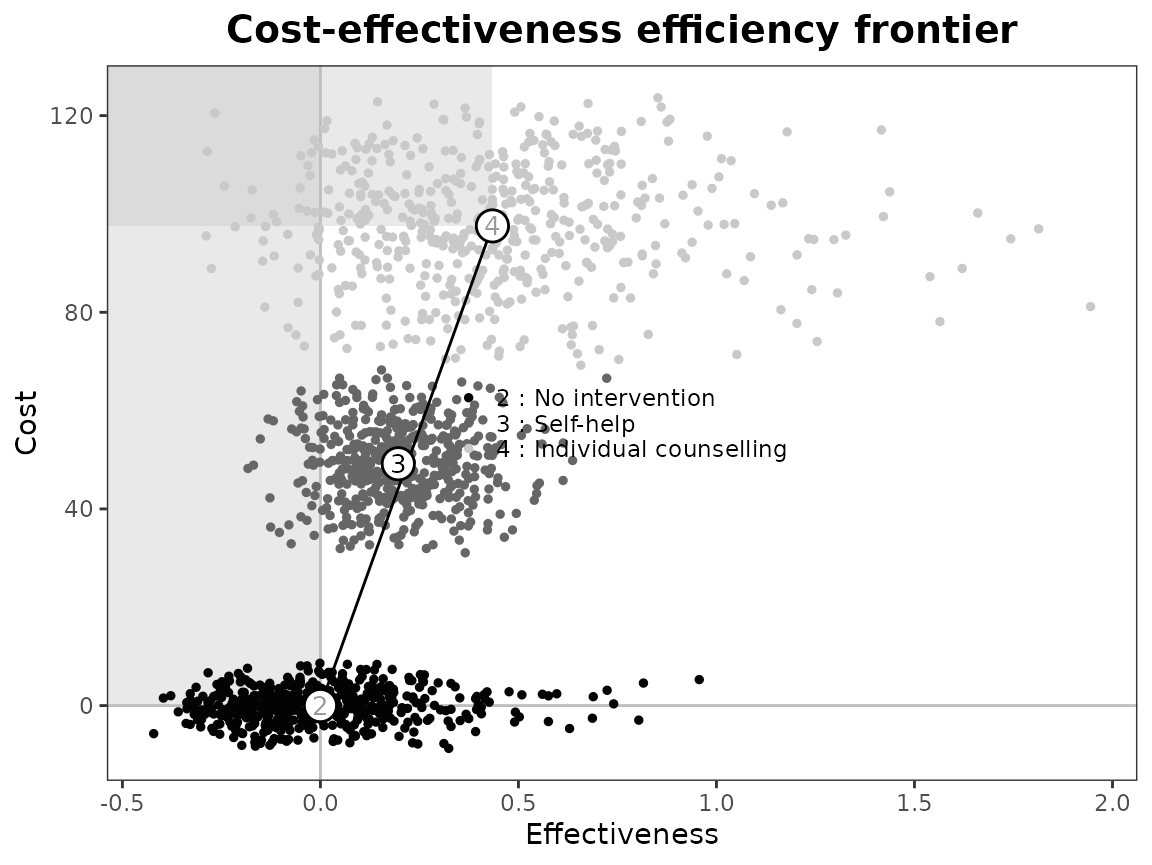 Cost-effectiveness efficiency frontier
120
80
40
0
Cost
4
3
2
2 : No intervention
3 : Self-help
4 : Individual counselling
-0.5 0.0 0.5 1.0 1.5 2.0
Effectiveness